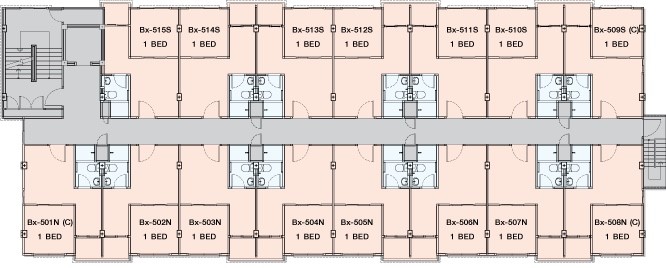 Bx-515S
1 BED
Bx-514S
1 BED
Bx-513S
1 BED
Bx-512S
1 BED
Bx-511S
1 BED
Bx-510S
1 BED
Bx-509S (C)
1 BED
Bx-501N (C)
1 BED
Bx-502N
1 BED
Bx-503N
1 BED
Bx-504N
1 BED
Bx-505N
1 BED
Bx-506N
1 BED
Bx-507N
1 BED
Bx-508N (C)
1 BED